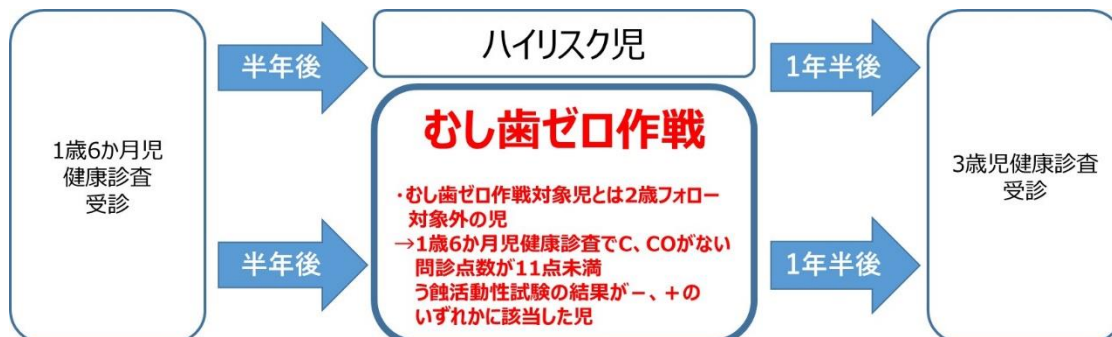 1歳6か月児
健康診査
受診
半年後
半年後
ハイリスク児
むし歯ゼロ作戦
・むし歯ゼロ作戦対象児とは2歳フォロー
対象外の児
→1歳6か月児健康診査でC、COがない
問診点数が11点未満
う蝕活動性試験の結果が－、＋の
いずれかに該当した児
1年半後
1年半後
3歳児健康診査
受診